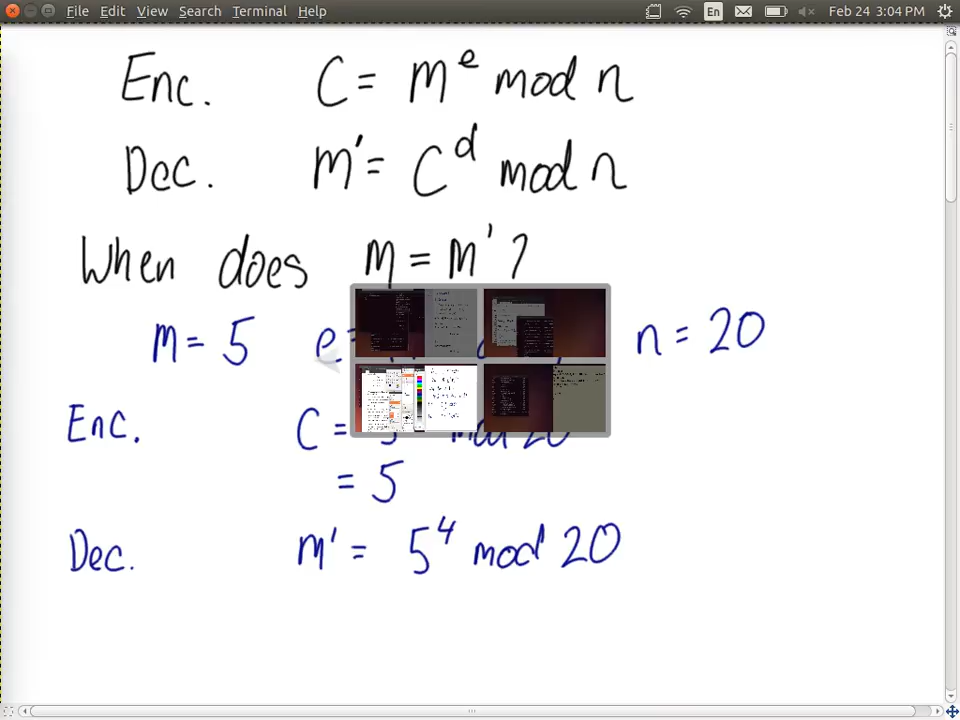 File Edit View Search Terminal Help En Feb 24 3:04 PM
Enc. C = m^e mod n
Dec. m' = C^d mod n
When does m = m' ?
m = 5 e= n = 20
Enc. C =
= 5
Dec. m' = 5^4 mod 20